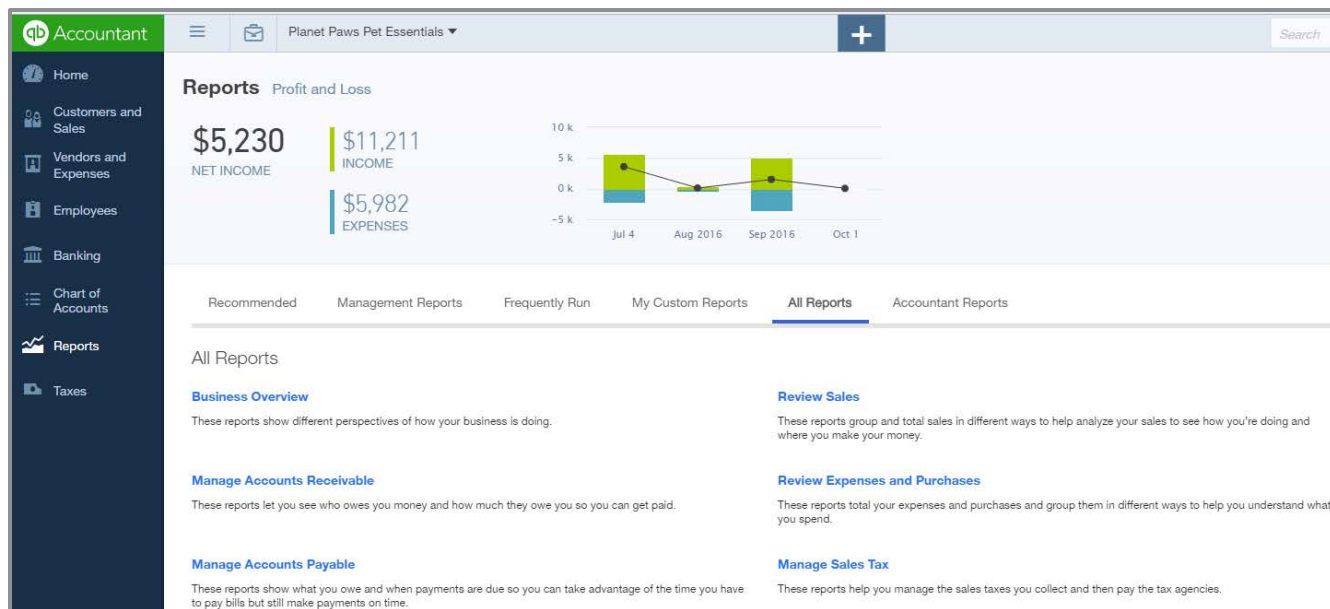 qb Accountant
Planet Paws Pet Essentials
+
Search
Home
Customers and
Sales
Vendors and
Expenses
Employees
Banking
Chart of
Accounts
Reports
Taxes
Reports Profit and Loss
$5,230
NET INCOME
$11,211
INCOME
$5,982
EXPENSES
10 k
5 k
0 k
-5 k
Jul 4 Aug 2016 Sep 2016 Oct 1
Recommended Management Reports Frequently Run My Custom Reports All Reports Accountant Reports
All Reports
Business Overview
These reports show different perspectives of how your business is doing.
Review Sales
These reports group and total sales in different ways to help analyze your sales to see how you're doing and
where you make your money.
Manage Accounts Receivable
These reports let you see who owes you money and how much they owe you so you can get paid.
Review Expenses and Purchases
These reports total your expenses and purchases and group them in different ways to help you understand what
you spend.
Manage Accounts Payable
These reports show what you owe and when payments are due so you can take advantage of the time you have
to pay bills but still make payments on time.
Manage Sales Tax
These reports help you manage the sales taxes you collect and then pay the tax agencies.